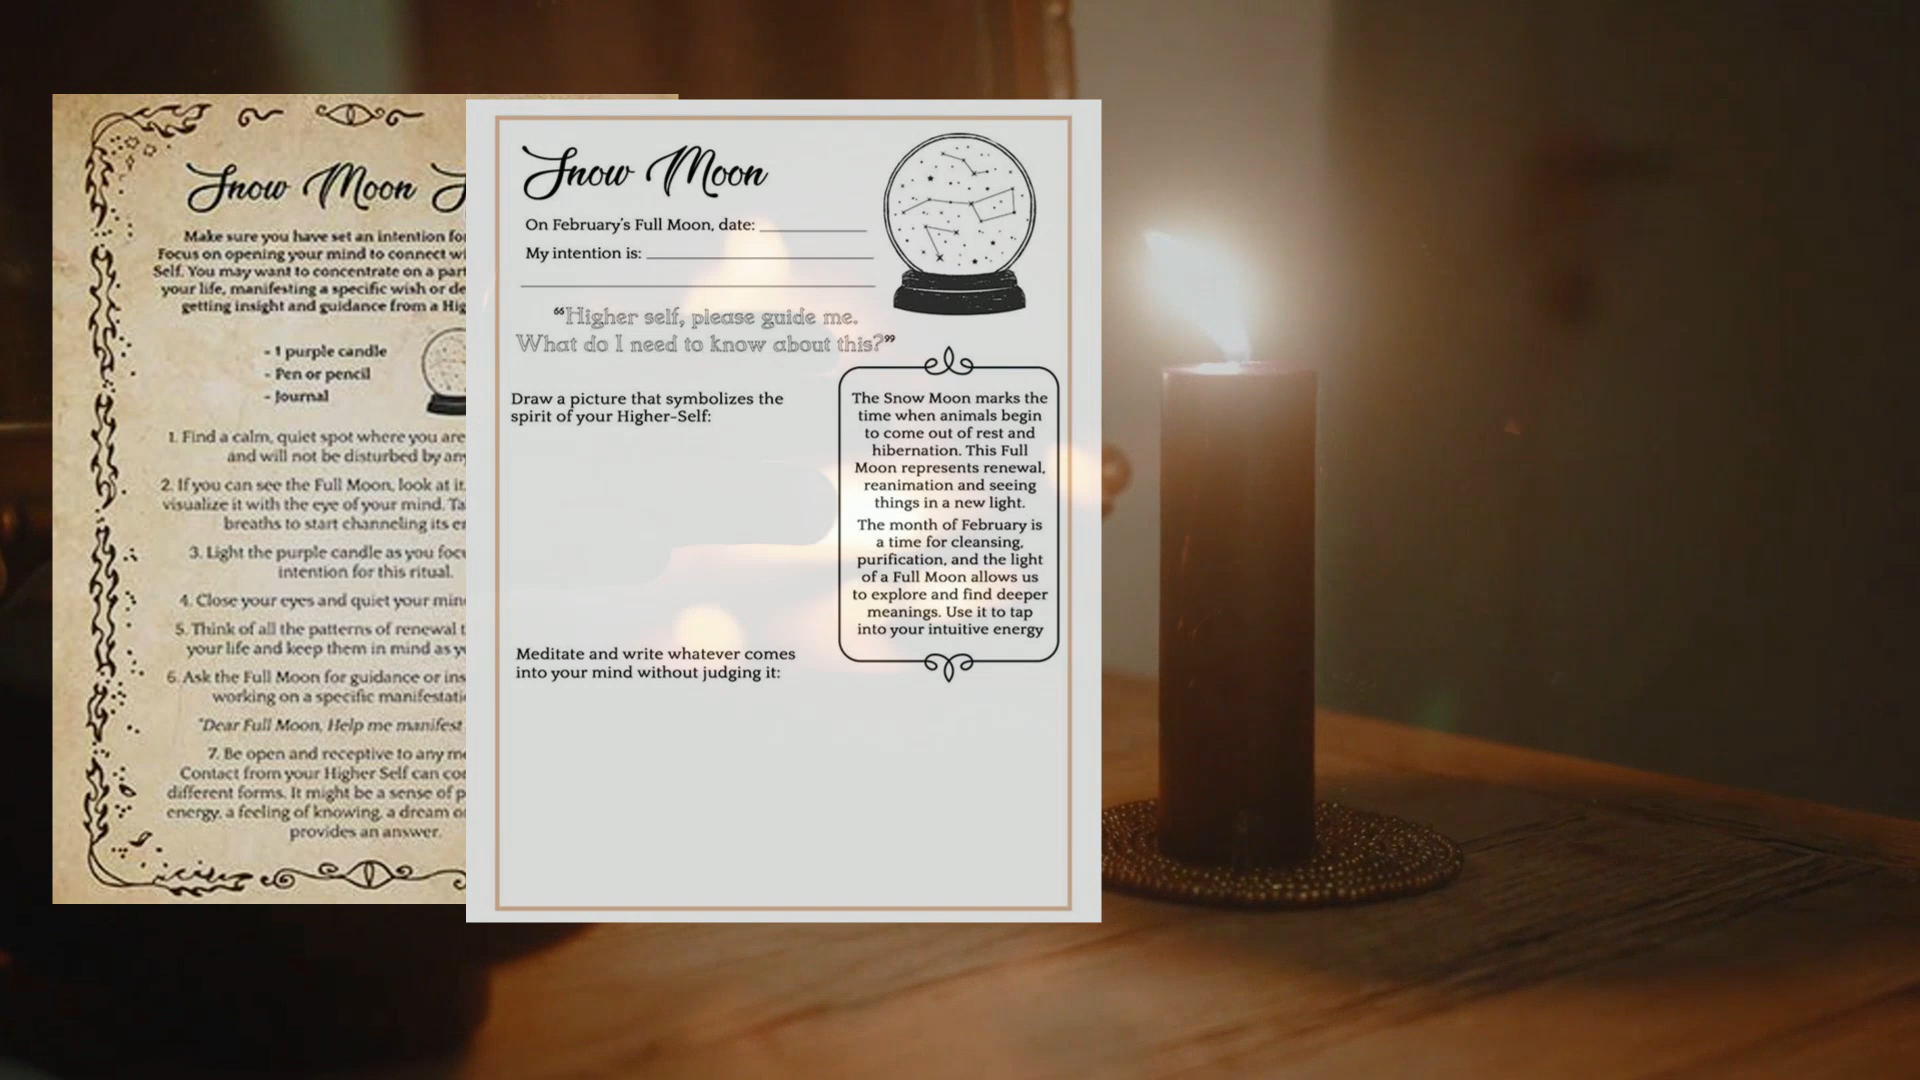 Snow Moon
Make sure you have set an intention
Focus on opening your mind to connect
Self. You may want to concentrate on a
your life, manifesting a specific wish or
getting insight and guidance from a
- 1 purple candle
- Pen or pencil
- Journal
1. Find a calm, quiet spot where you are
and will not be disturbed by
2. If you can see the Full Moon, look at it
visualize it with the eye of your mind.
breaths to start channeling its
3. Light the purple candle as you
intention for this ritual.
4. Close your eyes and quiet your
5. Think of all the patterns of renewal
your life and keep them in mind as
6. Ask the Full Moon for guidance or
working on a specific
"Dear Full Moon, Help me manifest
7. Be open and receptive to any
Contact from your Higher Self can
different forms. It might be a sense of
energy, a feeling of knowing, a dream
provides an answer.
Snow Moon
On February's Full Moon, date: ____________
My intention is: ____________
“Higher self, please guide me.
What do I need to know about this?”
Draw a picture that symbolizes the
spirit of your Higher-Self:
The Snow Moon marks the
time when animals begin
to come out of rest and
hibernation. This Full
Moon represents renewal,
reanimation and seeing
things in a new light.
The month of February is
a time for cleansing,
purification, and the light
of a Full Moon allows us
to explore and find deeper
meanings. Use it to tap
into your intuitive energy
Meditate and write whatever comes
into your mind without judging it: